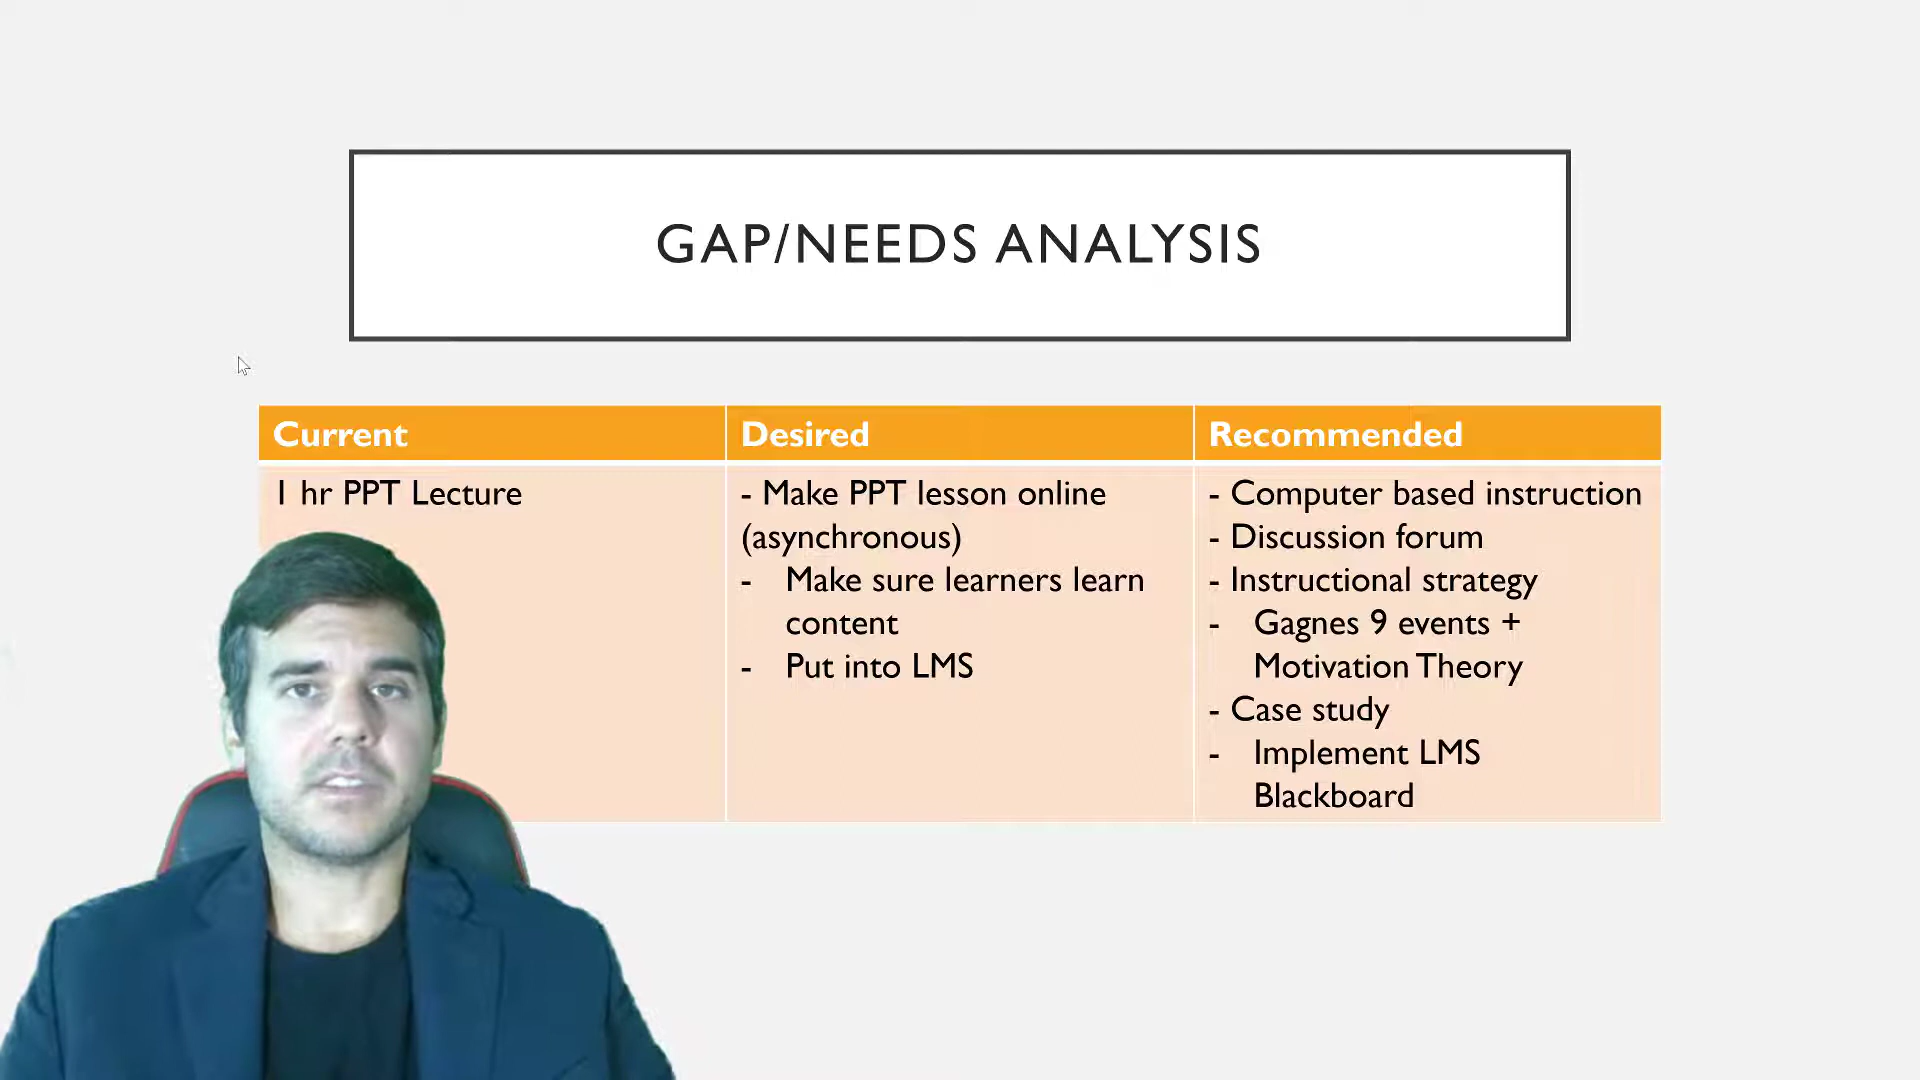 GAP/NEEDS ANALYSIS
Current
1 hr PPT Lecture
Desired
- Make PPT lesson online
(asynchronous)
- Make sure learners learn
content
- Put into LMS
Recommended
- Computer based instruction
- Discussion forum
- Instructional strategy
- Gagnes 9 events +
Motivation Theory
- Case study
- Implement LMS
Blackboard